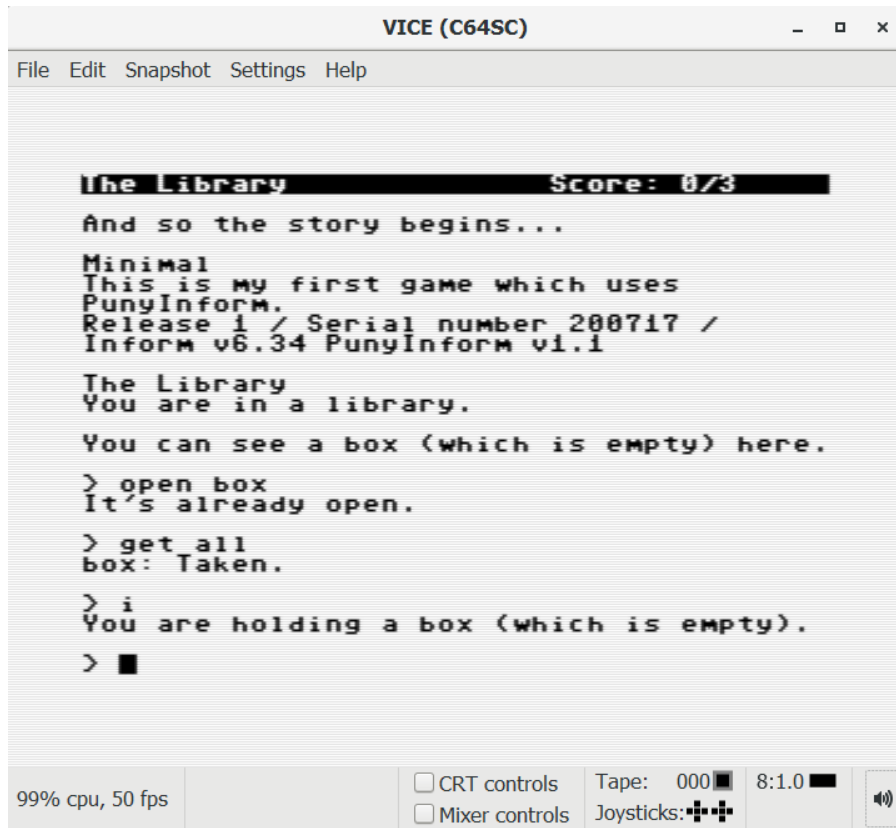 VICE (C64SC)
File Edit Snapshot Settings Help
The Library Score: 0/3
And so the story begins...
Minimal
This is my first game which uses
PunyInform.
Release 1 / Serial number 200717 /
Inform v6.34 PunyInform v1.1
The Library
You are in a library.
You can see a box (which is empty) here.
> open box
It's already open.
> get all
box: Taken.
> i
You are holding a box (which is empty).
>
99% cpu, 50 fps
CRT controls
Mixer controls
Tape: 000
Joysticks:
8:1.0